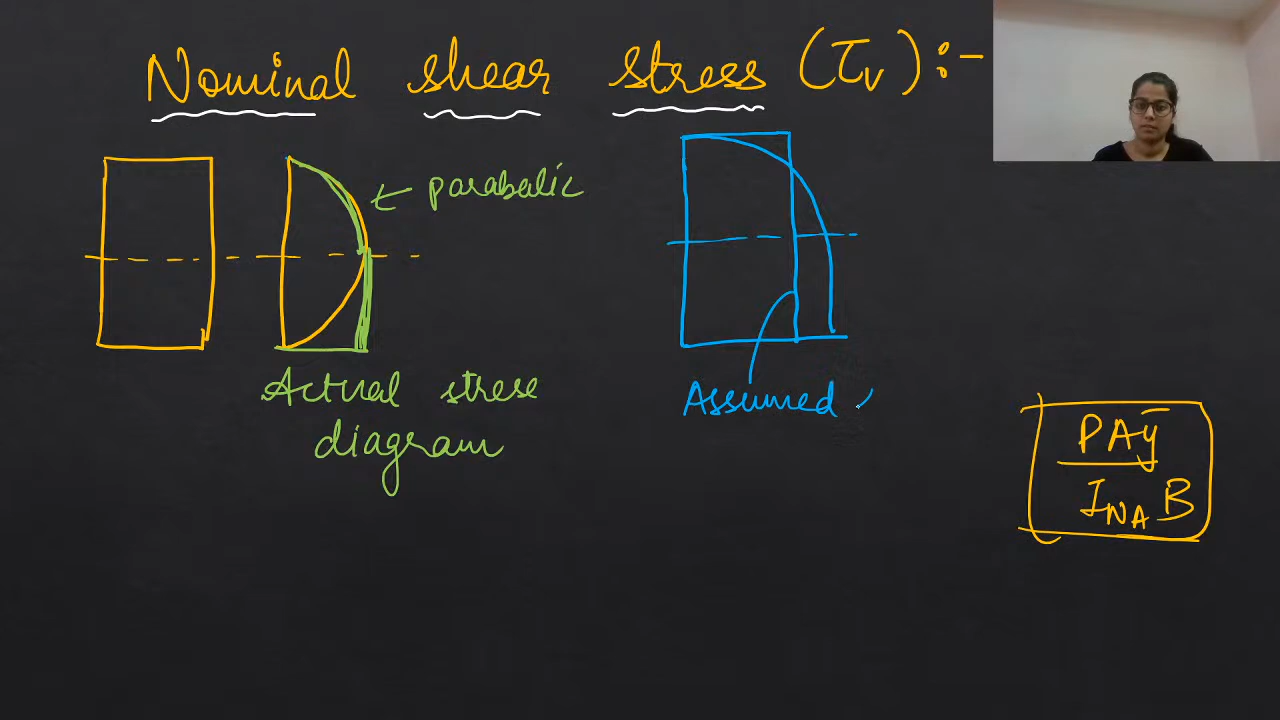 Nominal shear stress (τv) :-
parabolic
Actual stress
diagram
Assumed
PAȳ
INA B